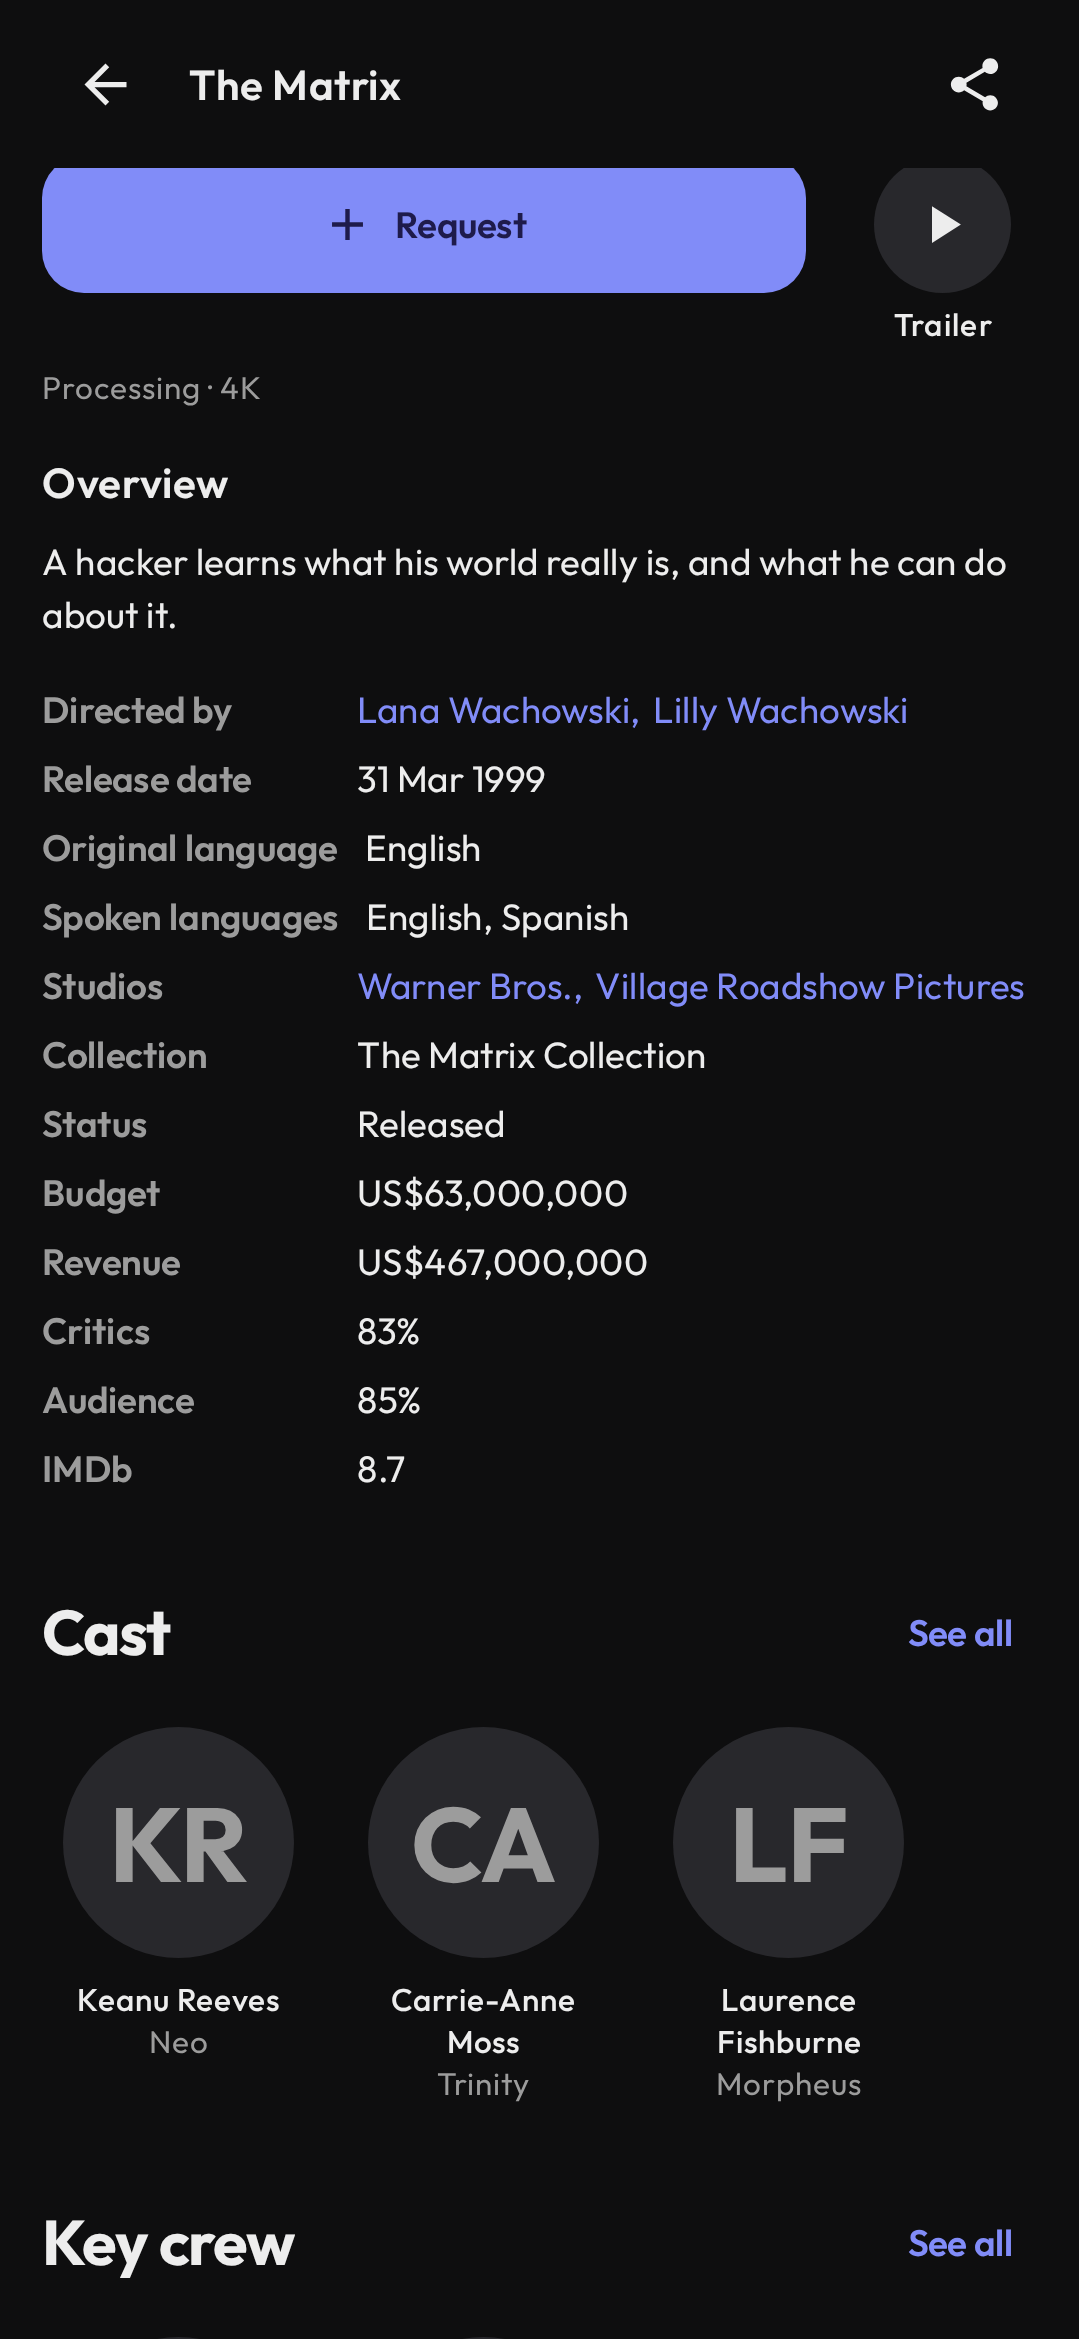 The Matrix
Request
Trailer
Processing · 4K
Overview
A hacker learns what his world really is, and what he can do
about it.
Directed by Lana Wachowski, Lilly Wachowski
Release date 31 Mar 1999
Original language English
Spoken languages English, Spanish
Studios Warner Bros., Village Roadshow Pictures
Collection The Matrix Collection
Status Released
Budget US$63,000,000
Revenue US$467,000,000
Critics 83%
Audience 85%
IMDb 8.7
Cast See all
KR CA LF
Keanu Reeves
Neo
Carrie-Anne
Moss
Trinity
Laurence
Fishburne
Morpheus
Key crew See all